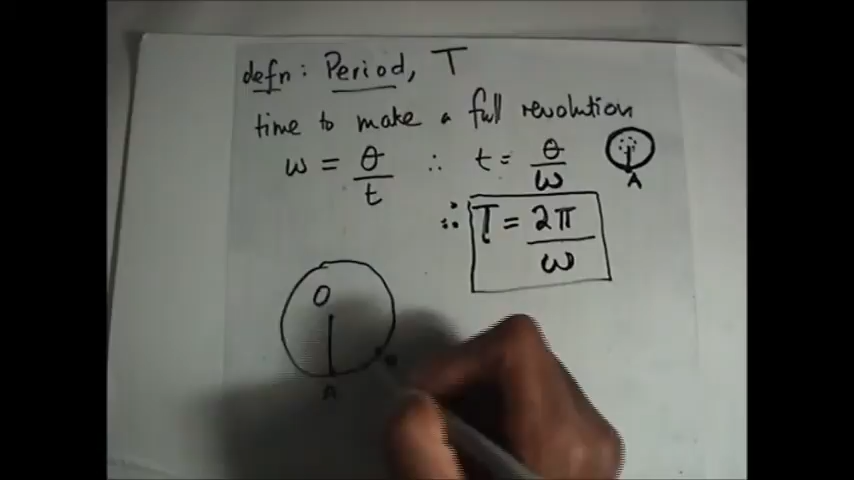 defn: Period, T
time to make a full revolution
ω = θ/t ∴ t = θ/ω
A
∴ T = 2π/ω
O
A